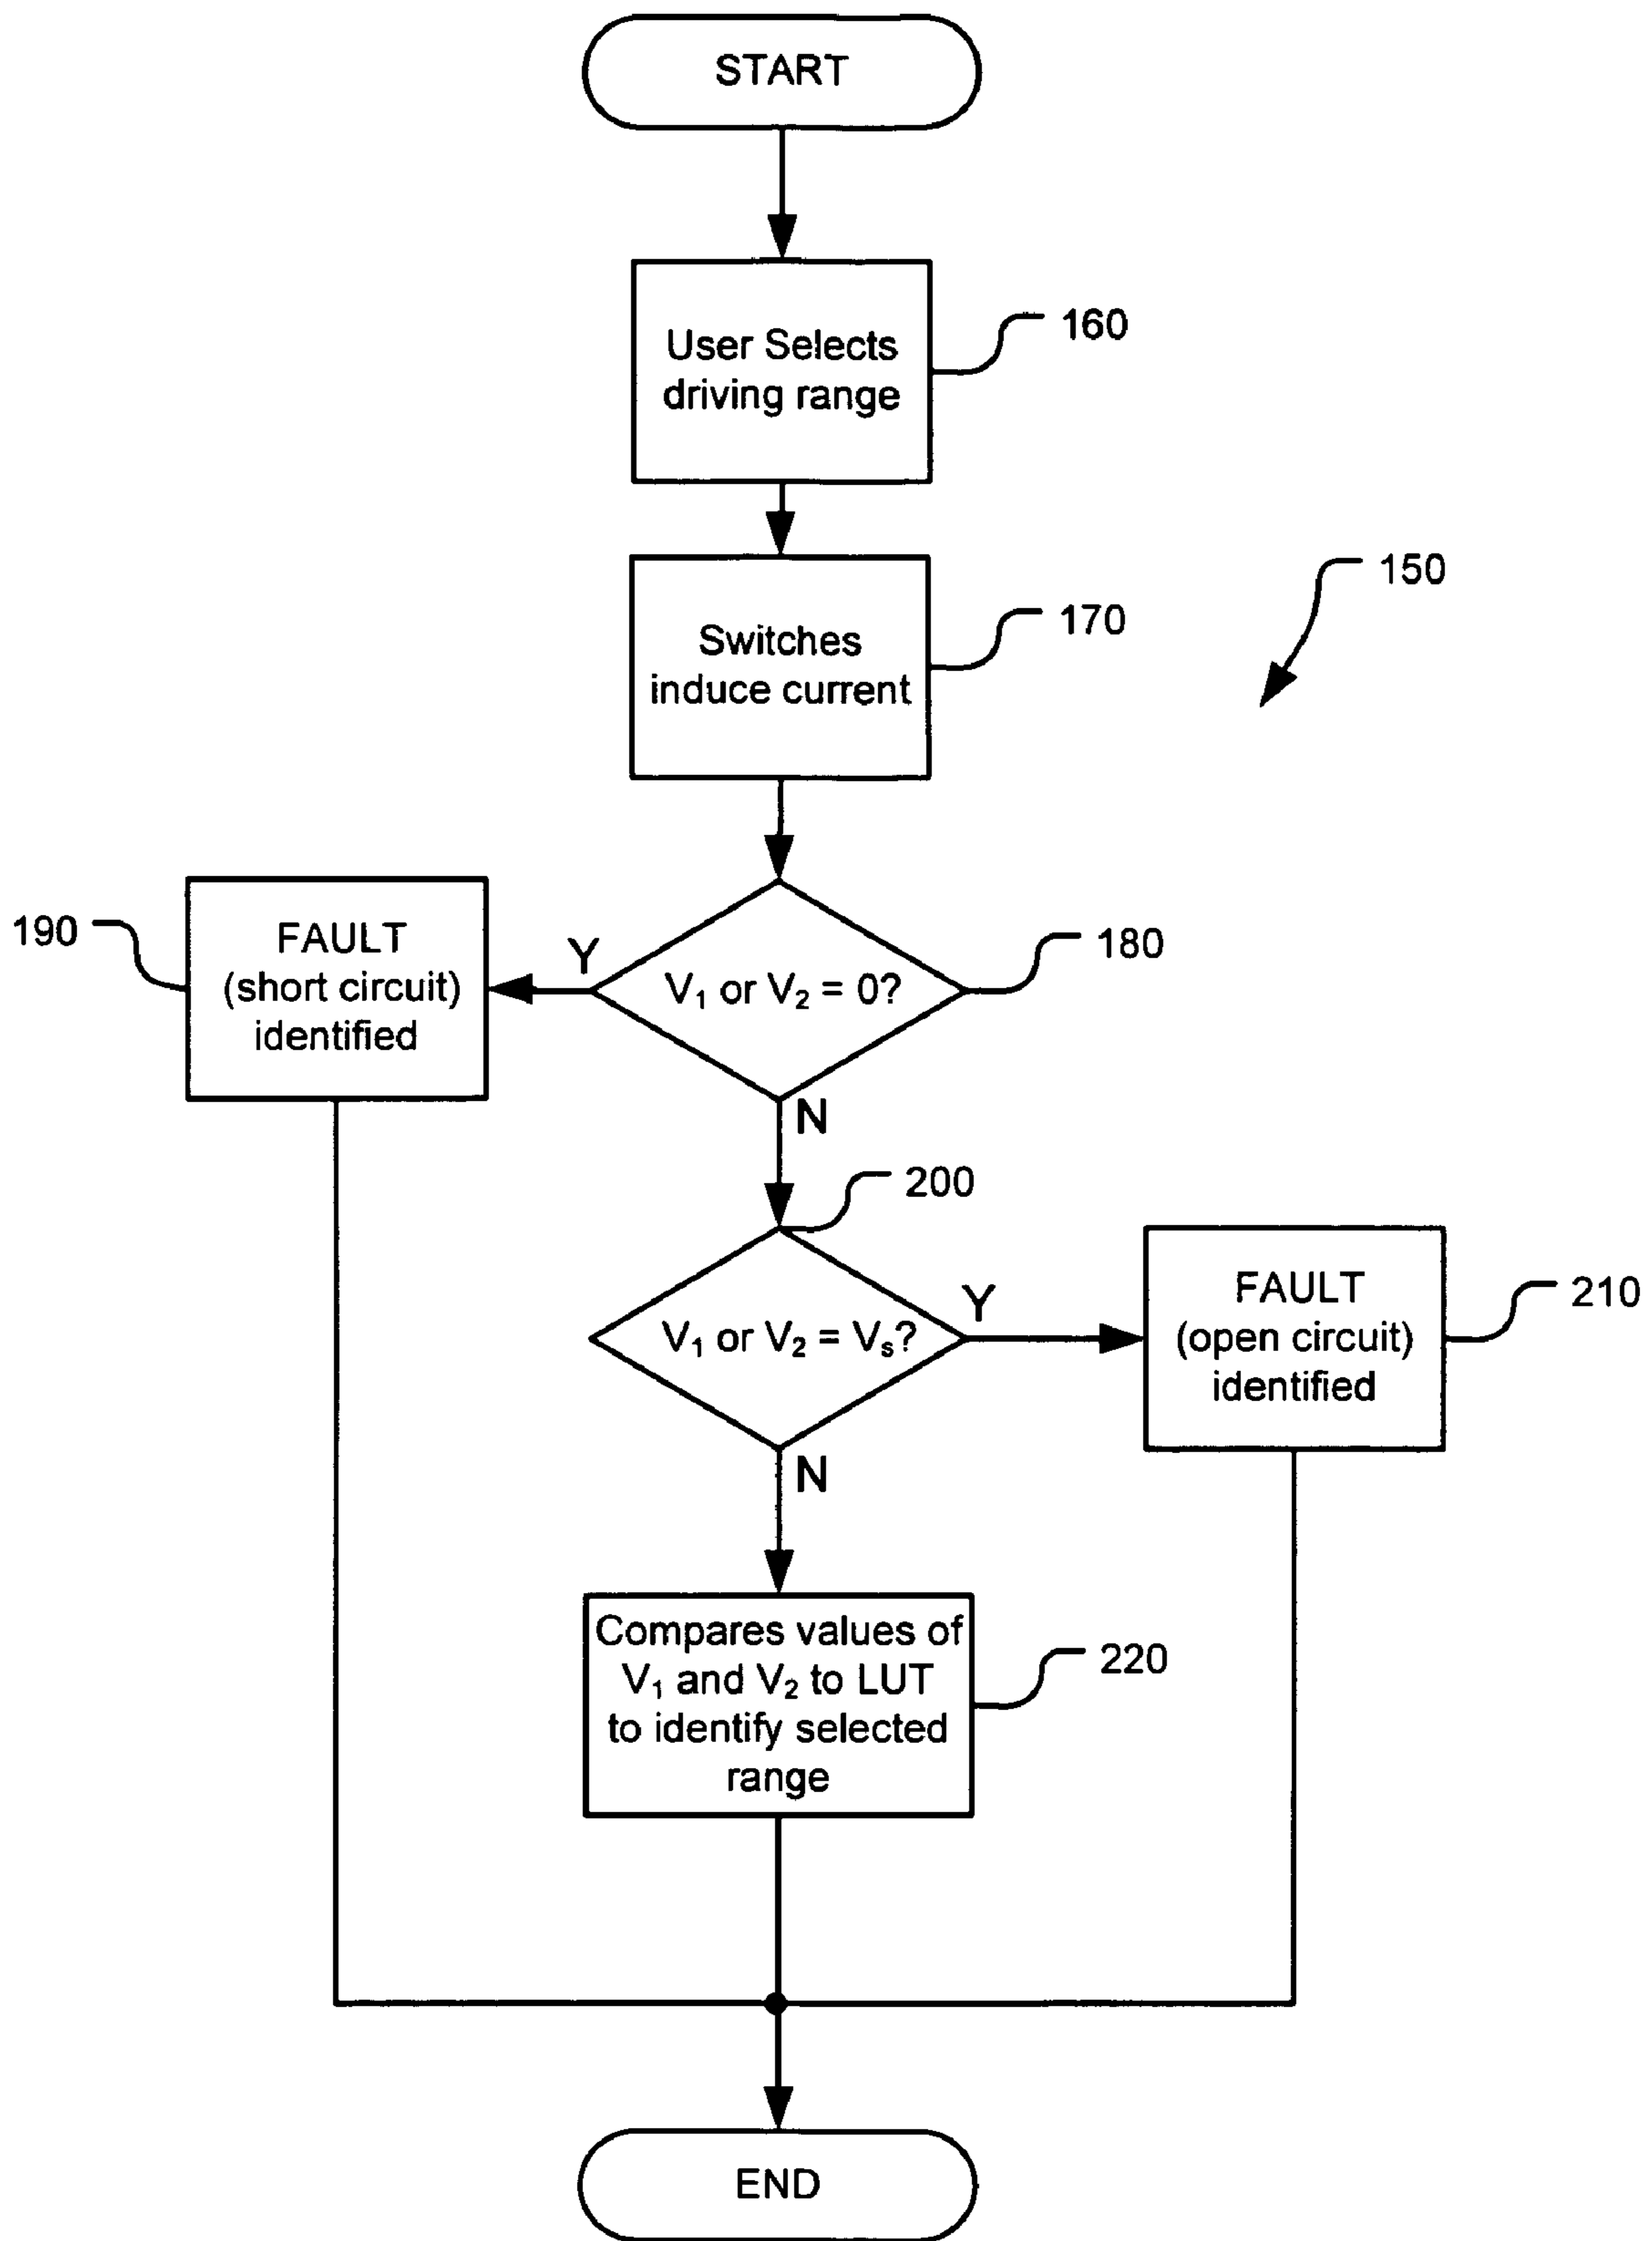 START
User Selects
driving range
160
Switches
induce current
170
150
190
FAULT
(short circuit)
identified
Y
V₁ or V₂ = 0?
180
N
200
V₁ or V₂ = Vₛ?
Y
FAULT
(open circuit)
identified
210
N
Compares values of
V₁ and V₂ to LUT
to identify selected
range
220
END